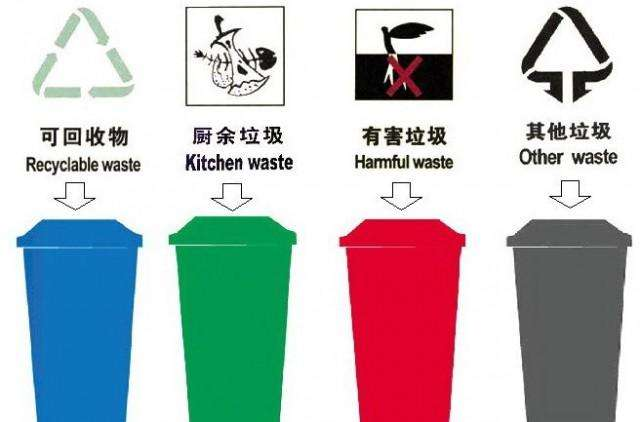 可回收物
Recyclable waste
厨余垃圾
Kitchen waste
有害垃圾
Harmful waste
其他垃圾
Other waste